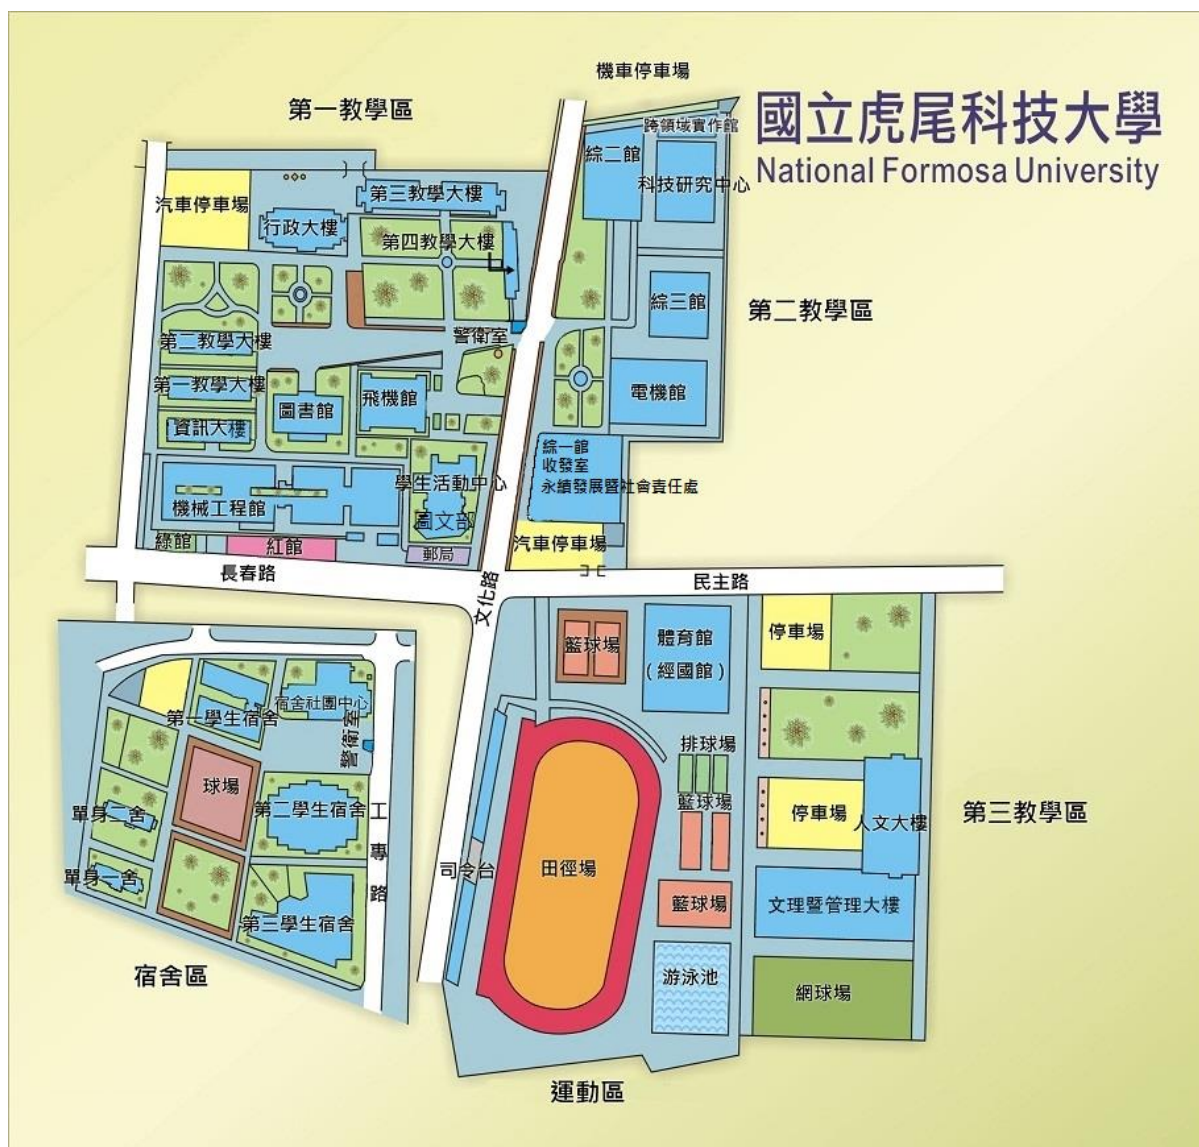 機車停車場
國立虎尾科技大學
National Formosa University
第一教學區
跨領域實作館
綜二館
科技研究中心
汽車停車場
第三教學大樓
行政大樓
第四教學大樓
綜三館
第二教學區
警衛室
第二教學大樓
第一教學大樓
圖書館
飛機館
電機館
資訊大樓
綜一館
收發室
永續發展暨社會責任處
學生活動中心
機械工程館
圖文部
綠館
紅館
郵局
汽車停車場
長春路
文化路
民主路
籃球場
體育館
(經國館)
停車場
宿舍社團中心
第一學生宿舍
警衛室
排球場
球場
籃球場
單身二舍
第二學生宿舍
工專路
停車場
人文大樓
第三教學區
單身一舍
司令台
田徑場
第三學生宿舍
籃球場
文理暨管理大樓
宿舍區
游泳池
網球場
運動區